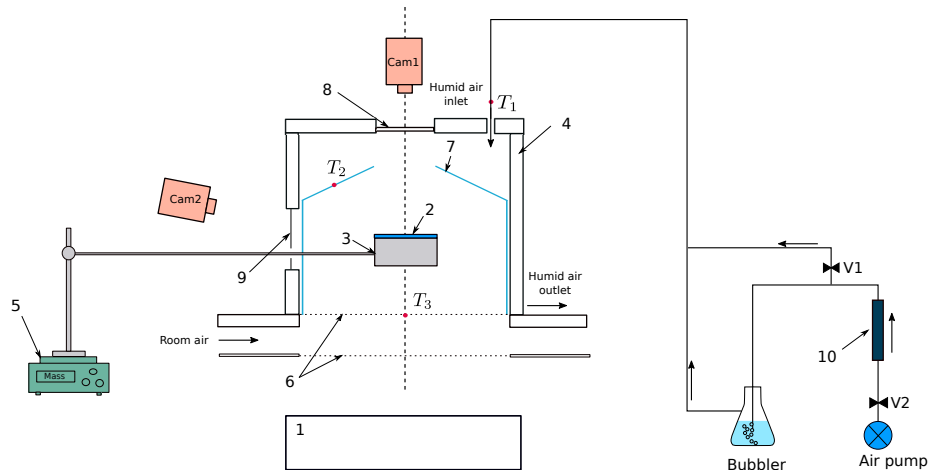 Cam1
8
Humid air
inlet
T1
4
7
T2
Cam2
2
3
9
Humid air
outlet
T3
V1
5
Room air
6
10
Mass
V2
1
Bubbler
Air pump